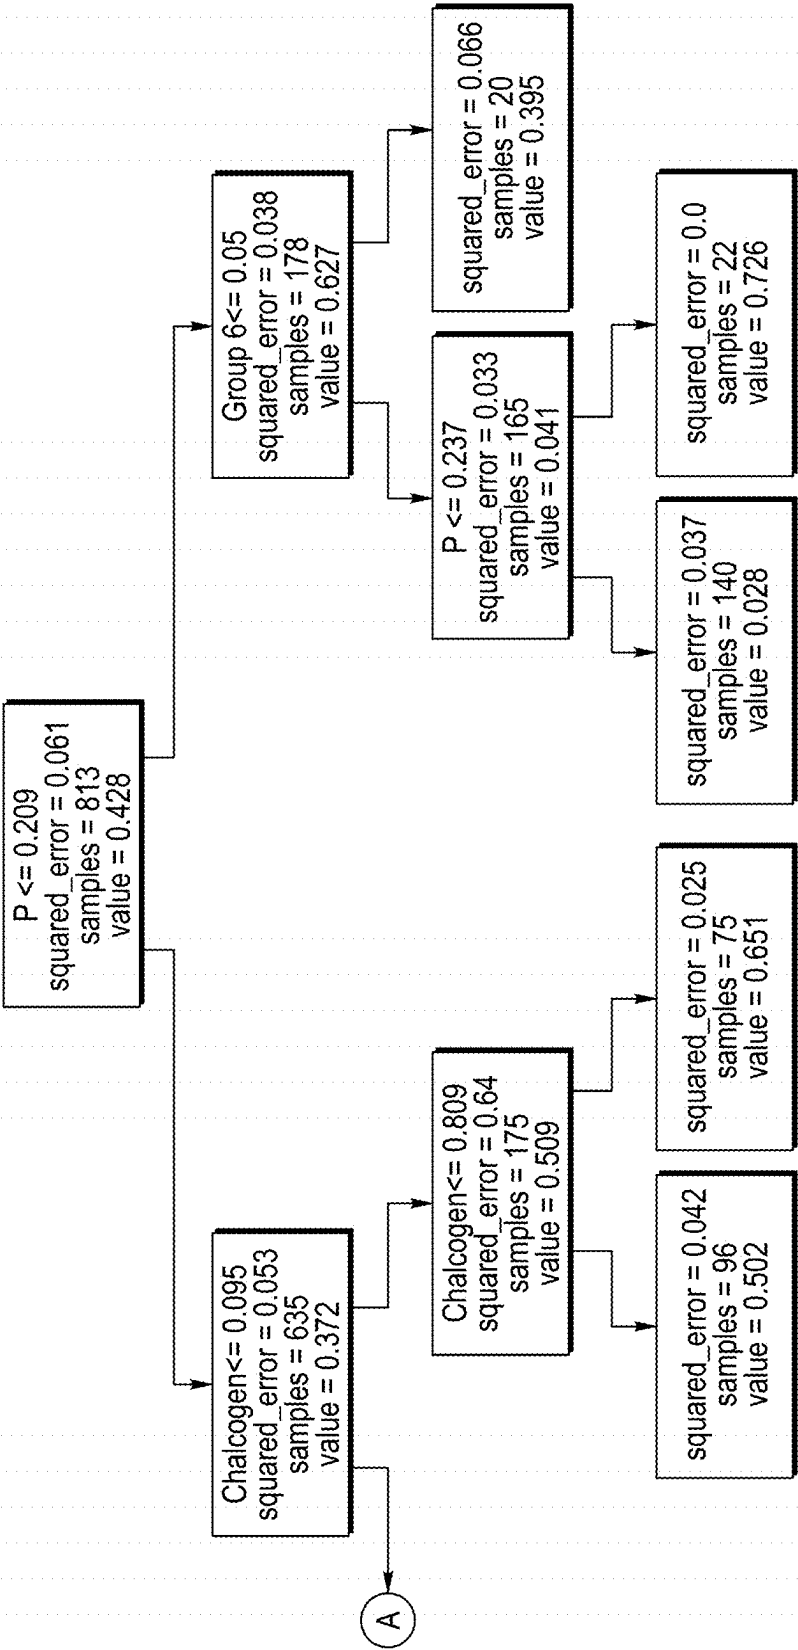 P <= 0.209
squared_error = 0.061
samples = 813
value = 0.428
Chalcogen<= 0.095
squared_error = 0.053
samples = 635
value = 0.372
Group 6<= 0.05
squared_error = 0.038
samples = 178
value = 0.627
A
Chalcogen<= 0.809
squared_error = 0.64
samples = 175
value = 0.509
P <= 0.237
squared_error = 0.033
samples = 165
value = 0.041
squared_error = 0.066
samples = 20
value = 0.395
squared_error = 0.042
samples = 96
value = 0.502
squared_error = 0.025
samples = 75
value = 0.651
squared_error = 0.037
samples = 140
value = 0.028
squared_error = 0.0
samples = 22
value = 0.726